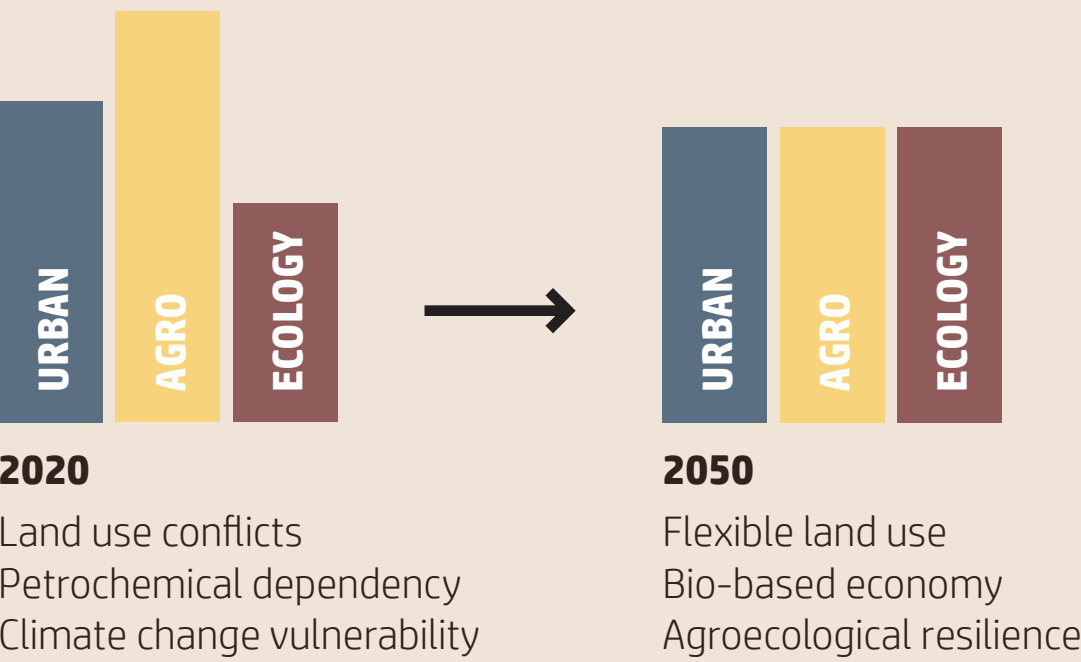 URBAN
AGRO
ECOLOGY
2020
Land use conflicts
Petrochemical dependency
Climate change vulnerability
URBAN
AGRO
ECOLOGY
2050
Flexible land use
Bio-based economy
Agroecological resilience